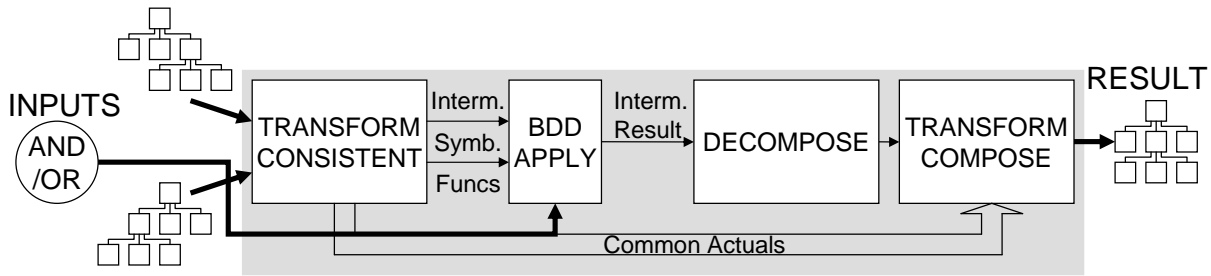 INPUTS
AND
/OR
TRANSFORM
CONSISTENT
Interm.
Symb.
Funcs
BDD
APPLY
Interm.
Result
DECOMPOSE
TRANSFORM
COMPOSE
RESULT
Common Actuals